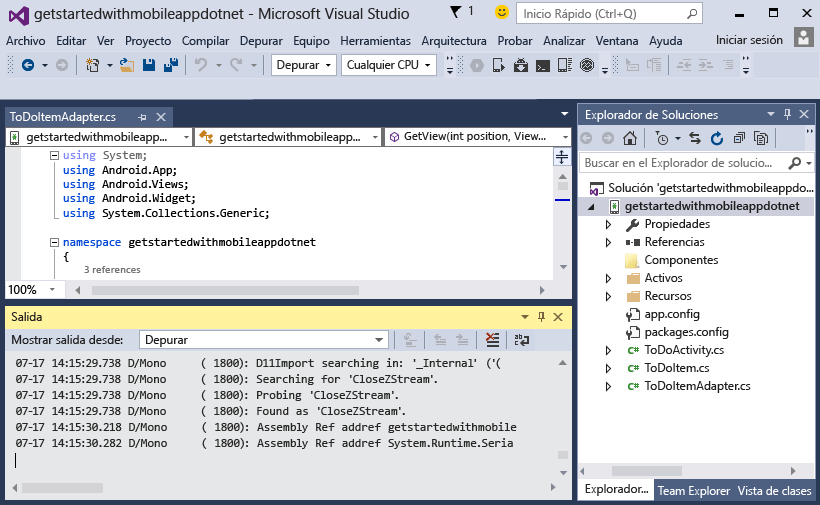 getstartedwithmobileappdotnet - Microsoft Visual Studio
1
Inicio Rápido (Ctrl+Q)
Archivo Editar Ver Proyecto Compilar Depurar Equipo Herramientas Arquitectura Probar Analizar Ventana Ayuda Iniciar sesión
Depurar Cualquier CPU
ToDoItemAdapter.cs
getstartedwithmobileapp... getstartedwithmobileapp... GetView(int position, View...
using System;
using Android.App;
using Android.Views;
using Android.Widget;
using System.Collections.Generic;
namespace getstartedwithmobileappdotnet
{
3 references
100%
Salida
Mostrar salida desde: Depurar
07-17 14:15:29.738 D/Mono ( 1800): D11Import searching in: '_Internal' ('(
07-17 14:15:29.738 D/Mono ( 1800): Searching for 'CloseZStream'.
07-17 14:15:29.738 D/Mono ( 1800): Probing 'CloseZStream'.
07-17 14:15:29.738 D/Mono ( 1800): Found as 'CloseZStream'.
07-17 14:15:30.218 D/Mono ( 1800): Assembly Ref addref getstartedwithmobile
07-17 14:15:30.282 D/Mono ( 1800): Assembly Ref addref System.Runtime.Seria
Explorador de Soluciones
Buscar en el Explorador de solucio...
Solución 'getstartedwithmobileappdo...
getstartedwithmobileappdotnet
Propiedades
Referencias
Componentes
Activos
Recursos
app.config
packages.config
C# ToDoActivity.cs
C# ToDoItem.cs
C# ToDoItemAdapter.cs
Explorador... Team Explorer Vista de clases